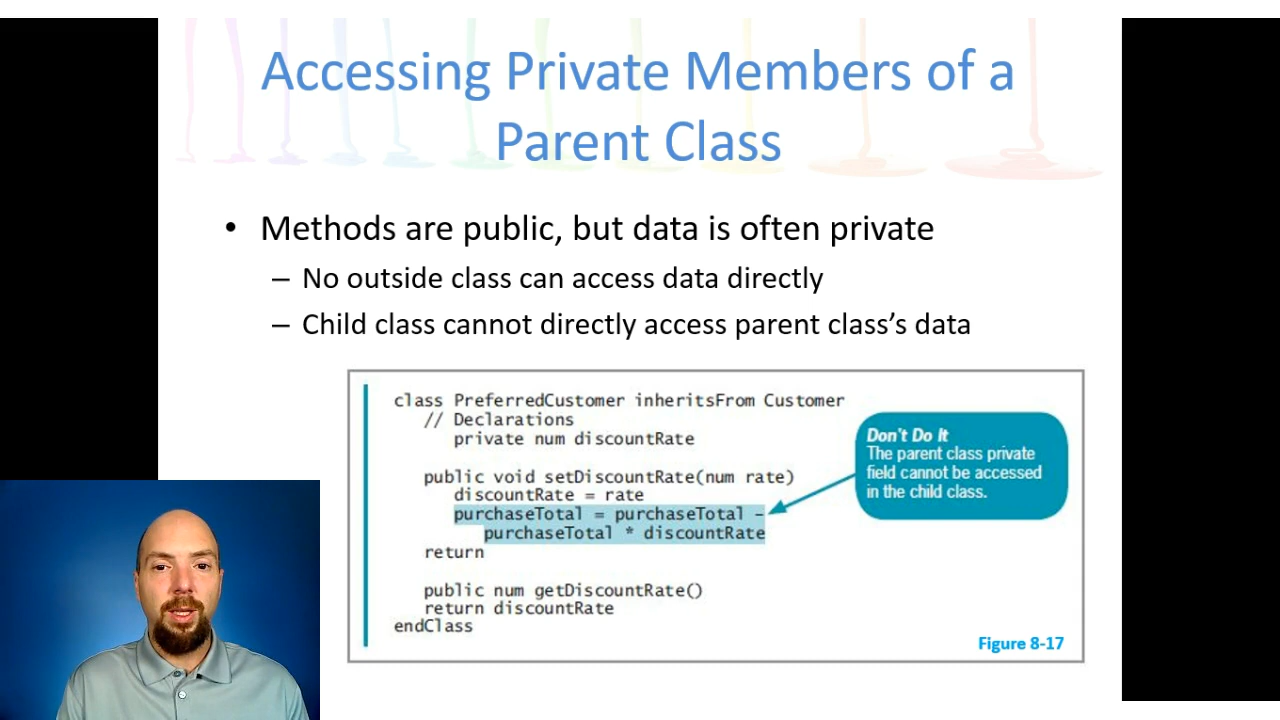 Accessing Private Members of a
Parent Class
• Methods are public, but data is often private
– No outside class can access data directly
– Child class cannot directly access parent class’s data
class PreferredCustomer inheritsFrom Customer
// Declarations
private num discountRate
public void setDiscountRate(num rate)
discountRate = rate
purchaseTotal = purchaseTotal –
purchaseTotal * discountRate
return
public num getDiscountRate()
return discountRate
endClass
Don't Do It
The parent class private
field cannot be accessed
in the child class.
Figure 8-17